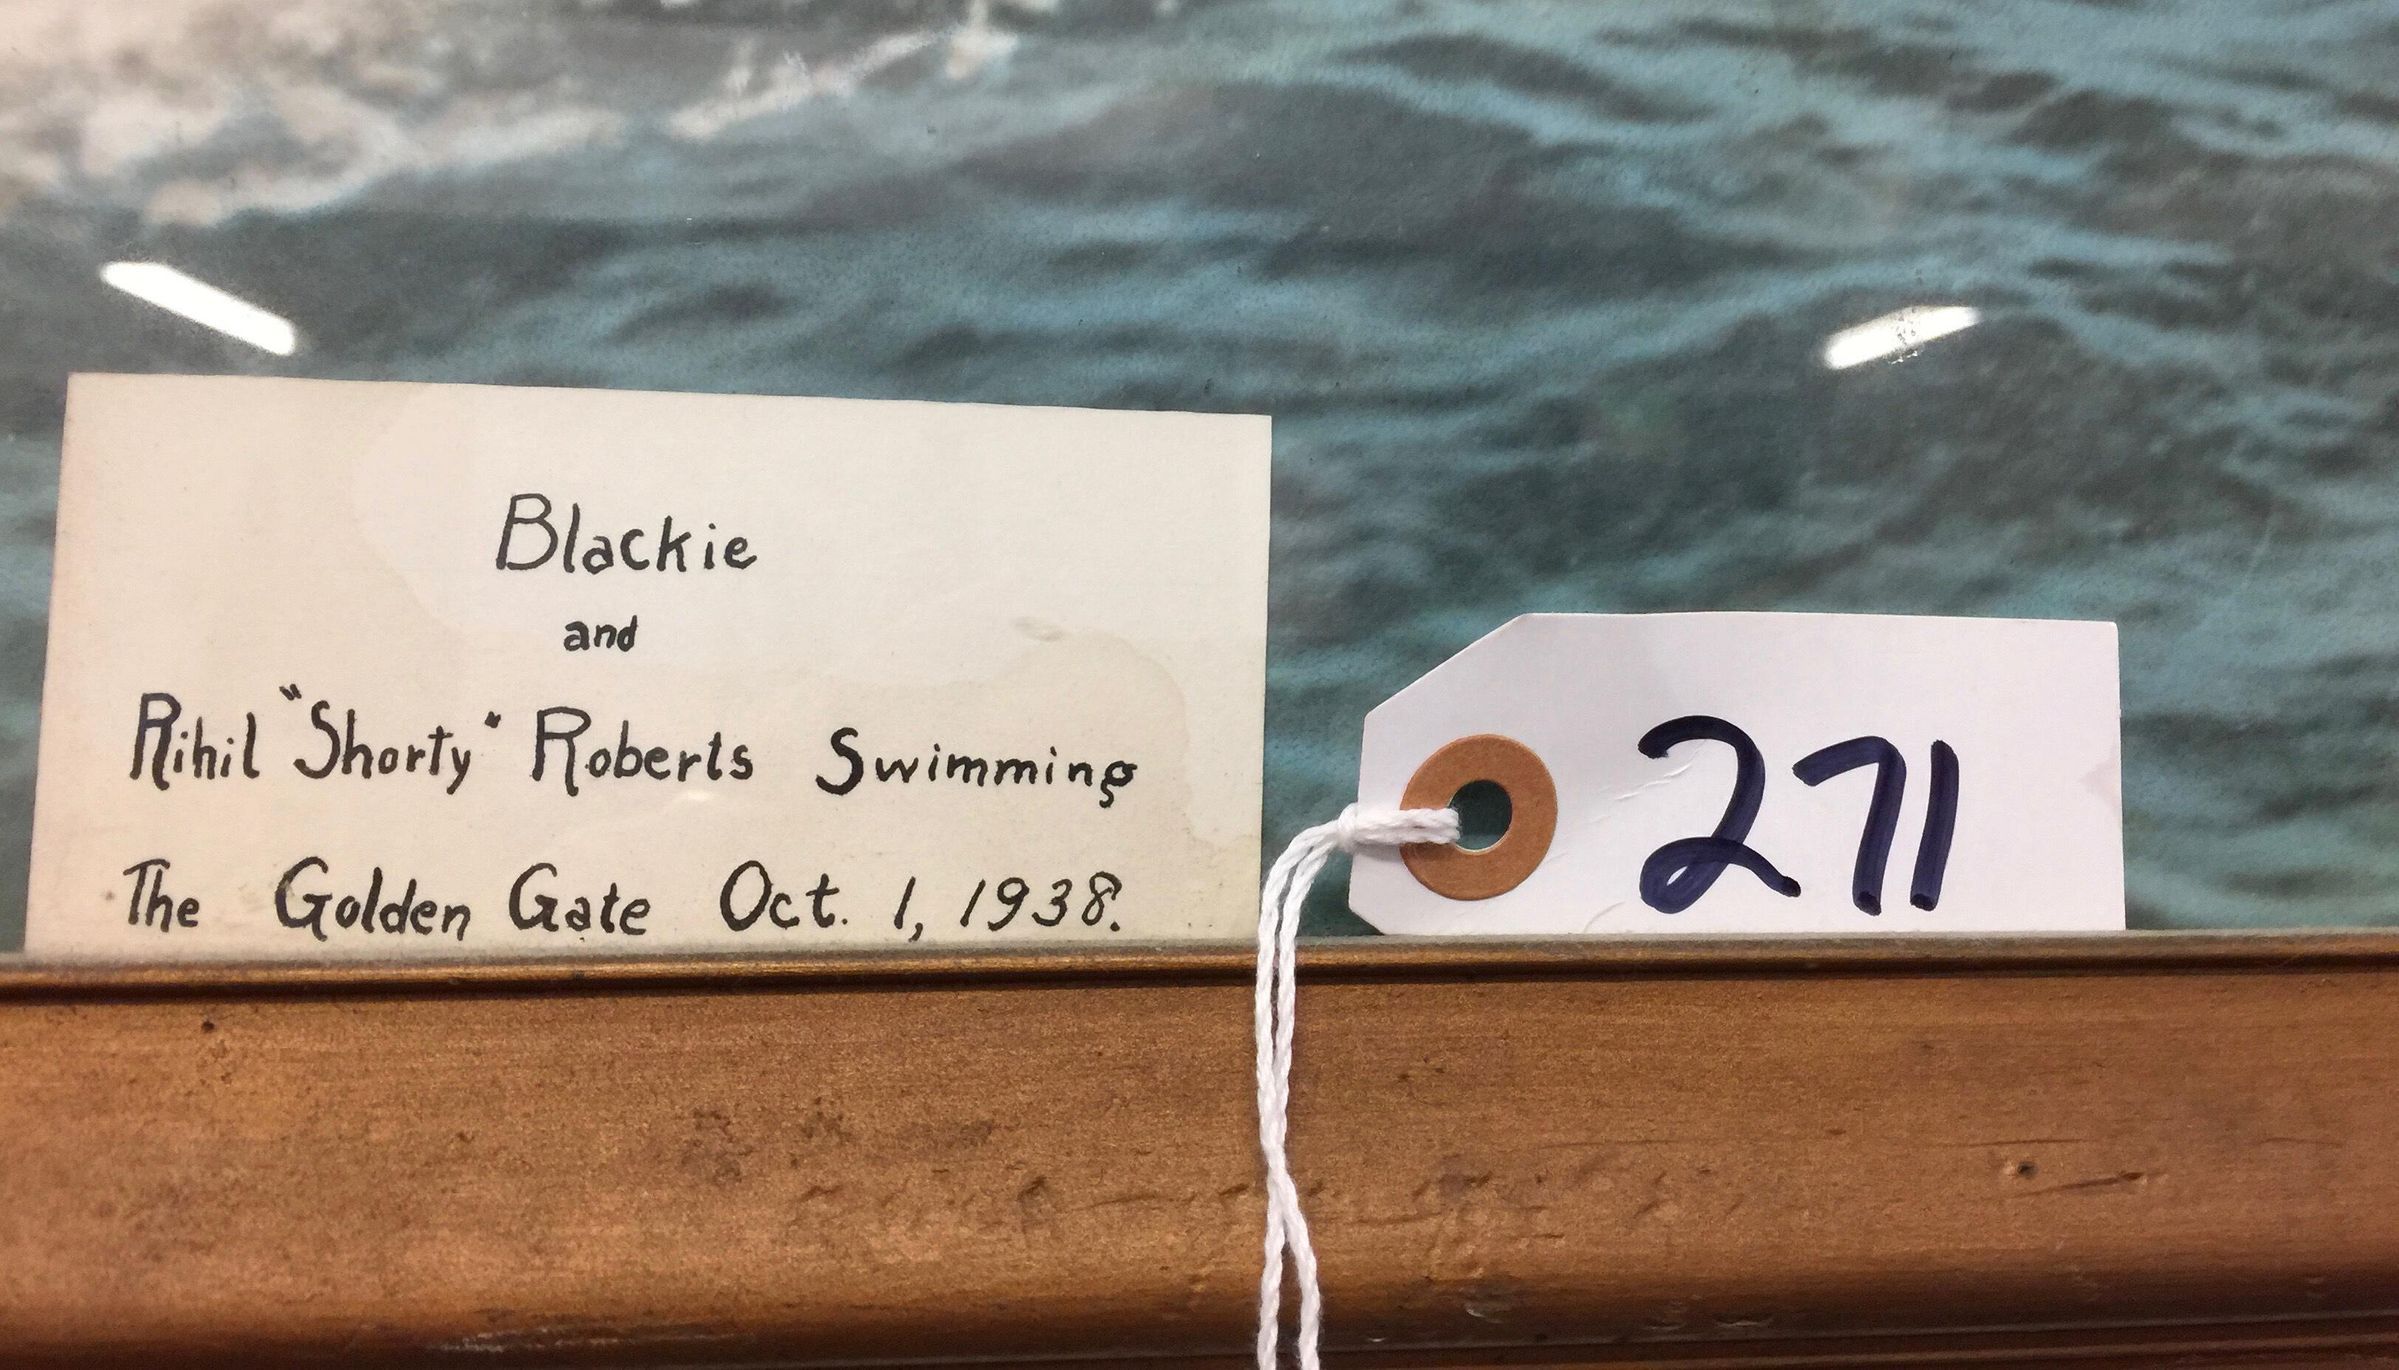 Blackie
and
Rihil "Shorty" Roberts Swimming
The Golden Gate Oct. 1, 1938.
271